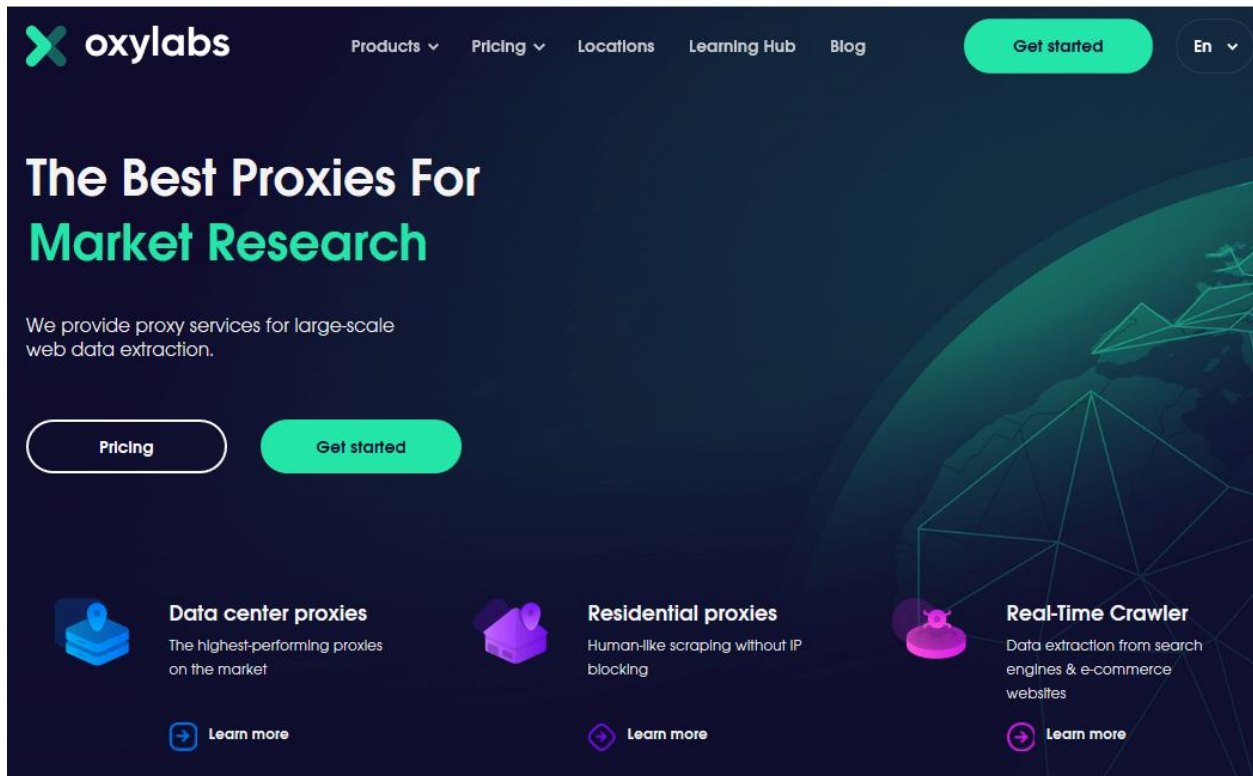 oxylabs
Products Pricing Locations Learning Hub Blog Get started En
The Best Proxies For
Market Research
We provide proxy services for large-scale
web data extraction.
Pricing Get started
Data center proxies
The highest-performing proxies
on the market
Learn more
Residential proxies
Human-like scraping without IP
blocking
Learn more
Real-Time Crawler
Data extraction from search
engines & e-commerce
websites
Learn more